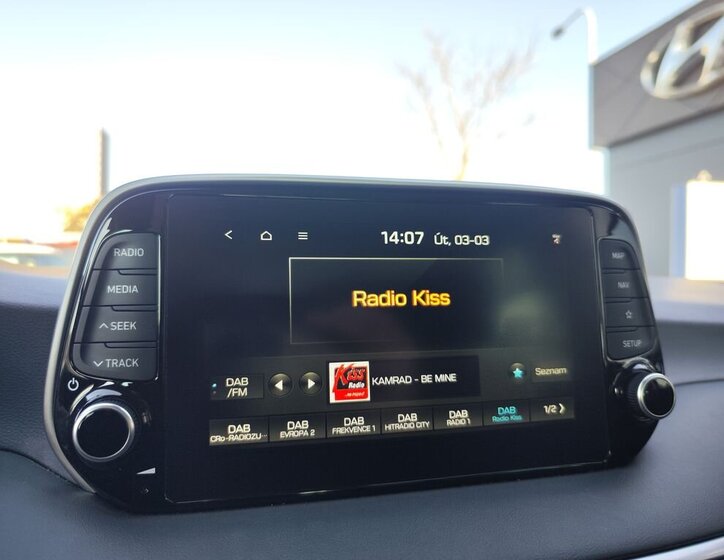 14:07 Út, 03-03
RADIO
MEDIA
SEEK
TRACK
MAP
NAV
SETUP
Radio Kiss
DAB
/FM
Kiss
Radio
KAMRAD - BE MINE
Seznam
DAB
CRo-RADIOZU...
DAB
EVROPA 2
DAB
FREKVENCE 1
DAB
HITRADIO CITY
DAB
RADIO 1
DAB
Radio Kiss
1/2